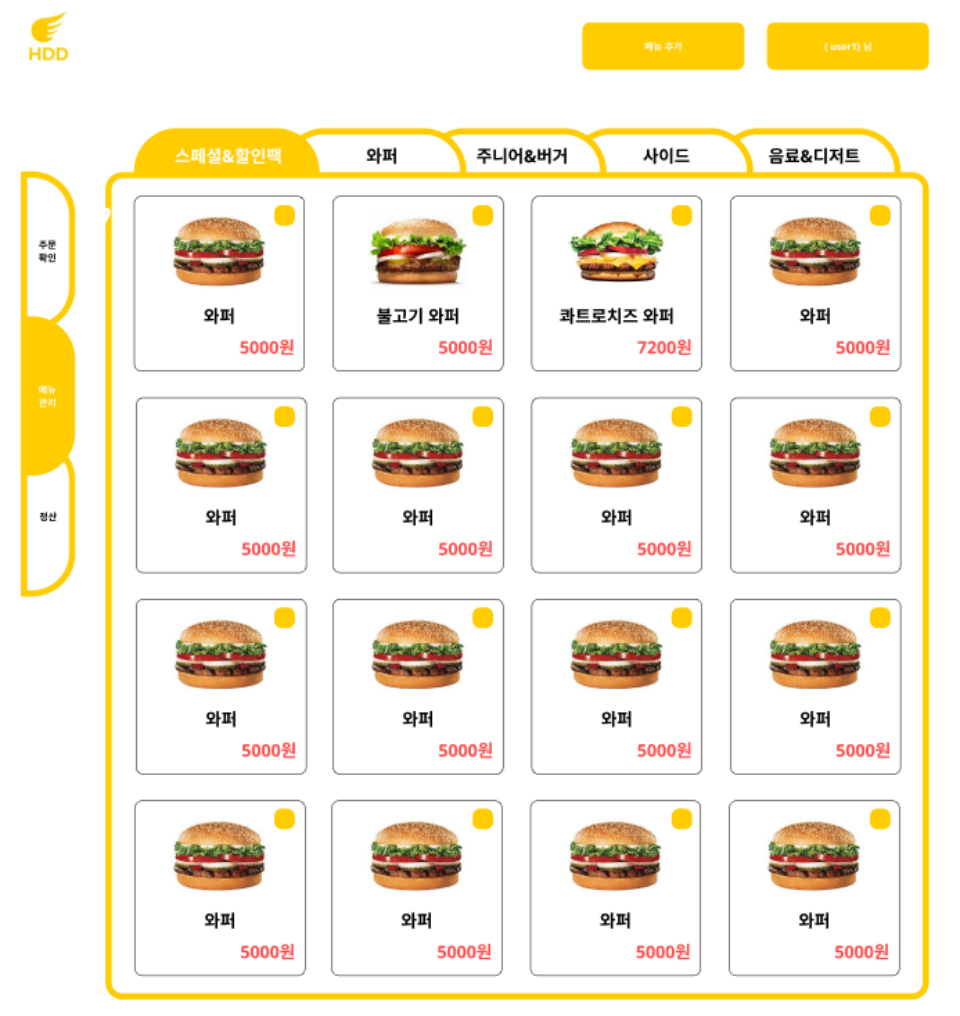 HDD
메뉴 추가
{ user1} 님
스페셜&할인팩
와퍼
주니어&버거
사이드
음료&디저트
주문
확인
메뉴
관리
정산
와퍼
5000원
불고기 와퍼
5000원
콰트로치즈 와퍼
7200원
와퍼
5000원
와퍼
5000원
와퍼
5000원
와퍼
5000원
와퍼
5000원
와퍼
5000원
와퍼
5000원
와퍼
5000원
와퍼
5000원
와퍼
5000원
와퍼
5000원
와퍼
5000원
와퍼
5000원